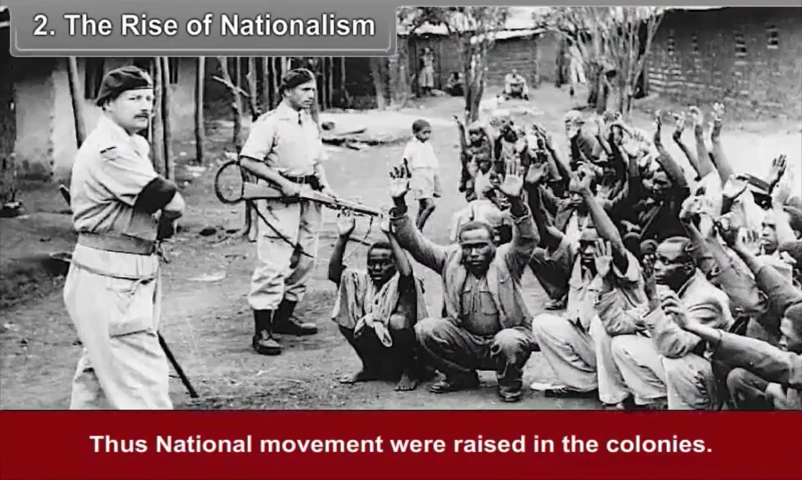 2. The Rise of Nationalism
Thus National movement were raised in the colonies.